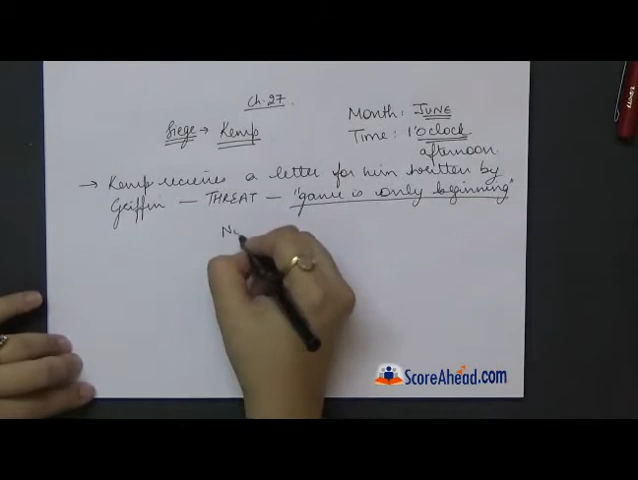 Ch. 27.
Siege → Kemp
Month: JUNE
Time: 1'O clock
afternoon.
→ Kemp recieves a letter for him written by
Griffin — THREAT — "game is only beginning"
ScoreAhead.com